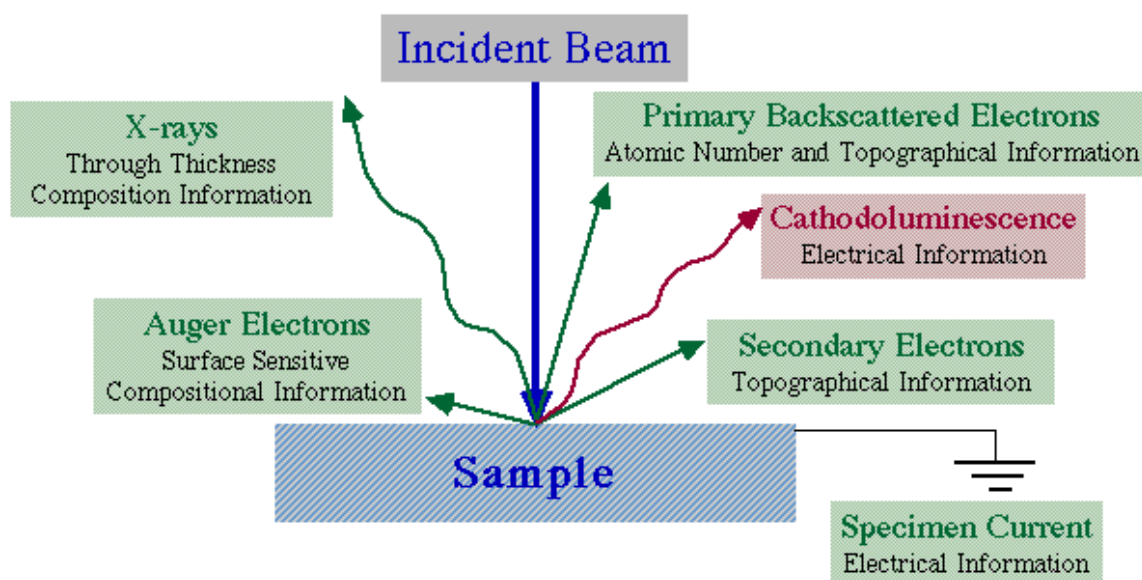 Incident Beam
X-rays
Through Thickness
Composition Information
Primary Backscattered Electrons
Atomic Number and Topographical Information
Cathodoluminescence
Electrical Information
Auger Electrons
Surface Sensitive
Compositional Information
Secondary Electrons
Topographical Information
Sample
Specimen Current
Electrical Information